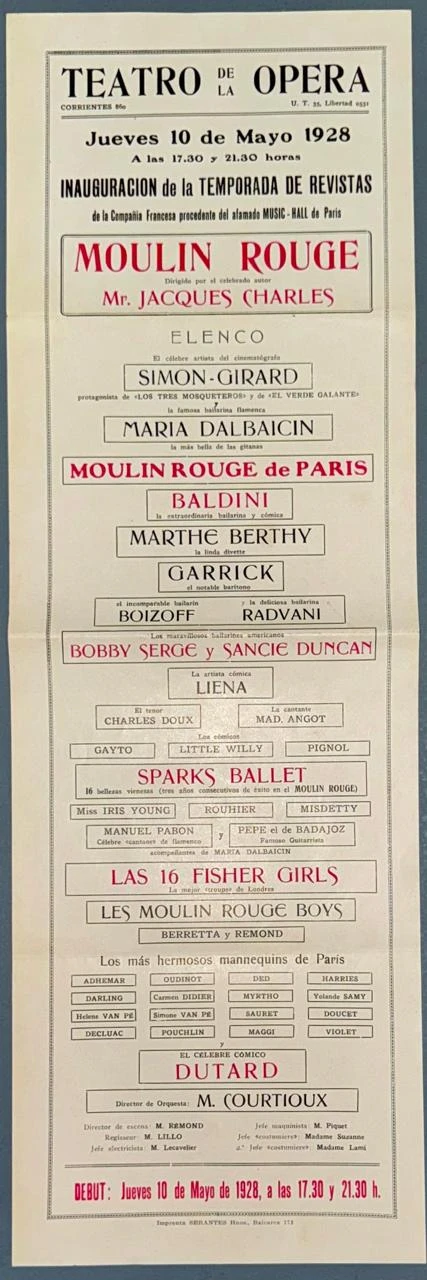 TEATRO DE LA OPERA
CORRIENTES 860 U. T. 35, Libertad 0551
Jueves 10 de Mayo 1928
A las 17.30 y 21.30 horas
INAUGURACION de la TEMPORADA DE REVISTAS
de la Compañia Francesa procedente del afamado MUSIC-HALL de Paris
MOULIN ROUGE
Dirigido por el celebrado autor
Mr. JACQUES CHARLES
ELENCO
El célebre artista del cinematógrafo
SIMON-GIRARD
protagonista de «LOS TRES MOSQUETEROS» y de «EL VERDE GALANTE»
y
la famosa bailarina flamenca
MARIA DALBAICIN
la más bella de las gitanas
MOULIN ROUGE de PARIS
BALDINI
la extraordinaria bailarina y cómica
MARTHE BERTHY
la linda divette
GARRICK
el notable barítono
el incomparable bailarín y la deliciosa bailarina
BOIZOFF RADVANI
Los maravillosos bailarines americanos
BOBBY SERGE y SANCIE DUNCAN
La artista cómica
LIENA
El tenor La cantante
CHARLES DOUX MAD. ANGOT
Los cómicos
GAYTO LITTLE WILLY PIGNOL
SPARKS BALLET
16 bellezas vienesas (tres años consecutivos de éxito en el MOULIN ROUGE)
Miss IRIS YOUNG ROUHIER MISDETTY
MANUEL PABON y PEPE el de BADAJOZ
Célebre «cantaor» de flamenco Famoso Guitarrista
acompañantes de MARIA DALBAICIN
LAS 16 FISHER GIRLS
La mejor «troupe» de Londres
LES MOULIN ROUGE BOYS
BERRETTA y REMOND
Los más hermosos mannequins de París
ADHEMAR OUDINOT DED HARRIES
DARLING Carmen DIDIER MYRTHO Yolande SAMY
Helene VAN PÉ Simone VAN PÉ SAURET DOUCET
DECLUAC POUCHLIN MAGGI VIOLET
y
EL CELEBRE CÓMICO
DUTARD
Director de Orquesta: M. COURTIOUX
Director de escena: M. RÉMOND Jefe maquinista: M. Piquet
Regisseur: M. LILLO Jefe «costumiers»: Madame Suzanne
Jefe electricista: M. Lecavelier 2.ª Jefe «costumiers»: Madame Lami
DEBUT: Jueves 10 de Mayo de 1928, a las 17.30 y 21.30 h.
Imprenta SERANTES Hnos, Balcarce 171